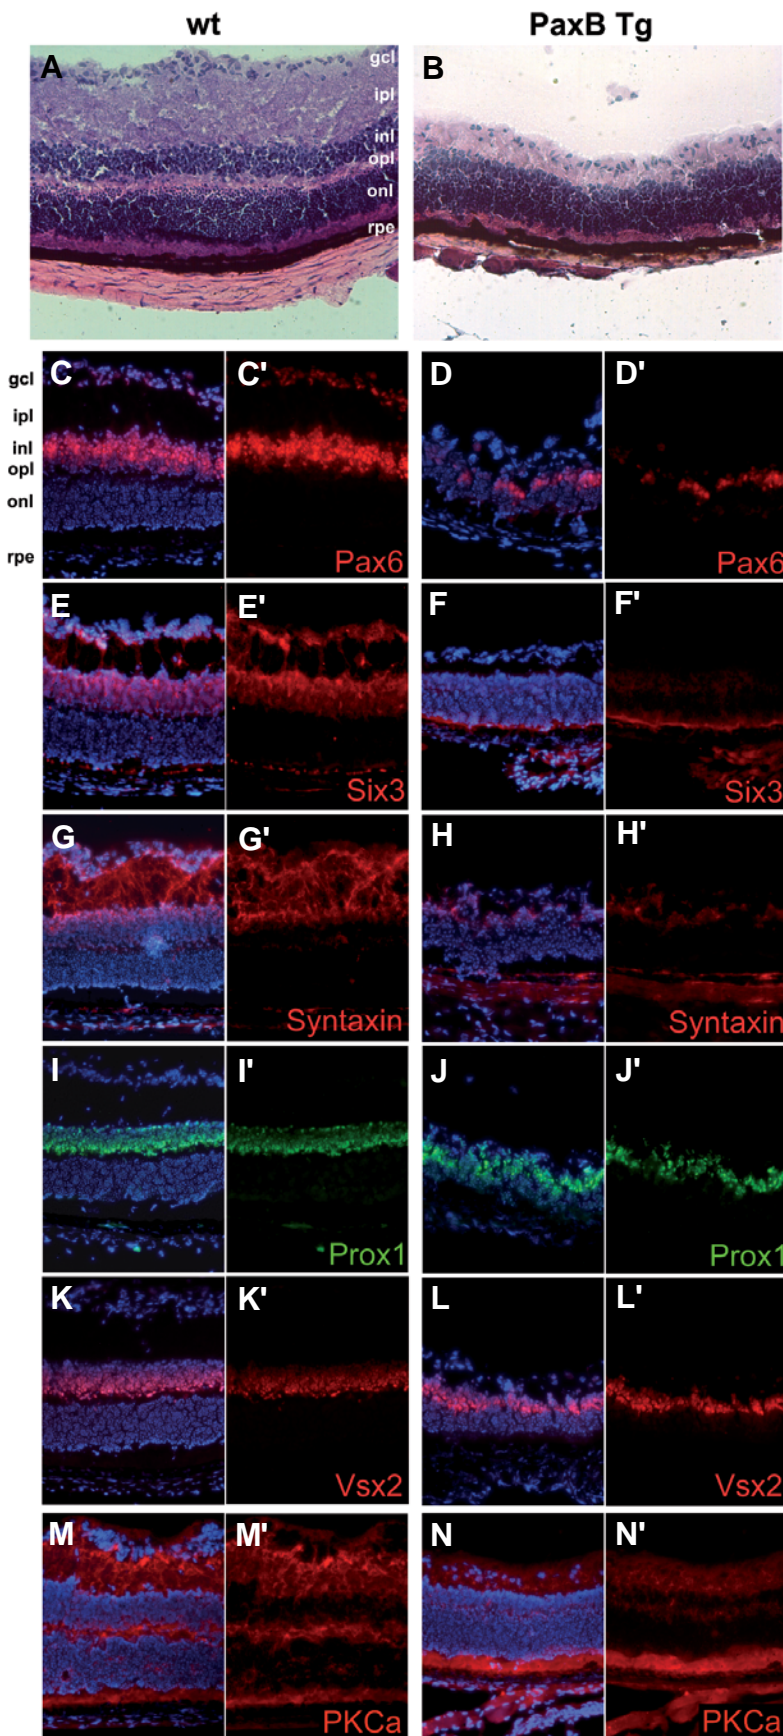 wt PaxB Tg
A gcl B
ipl
inl
opl
onl
rpe
C C' D D'
gcl
ipl
inl
opl
onl
rpe
Pax6 Pax6
E E' F F'
Six3 Six3
G G' H H'
Syntaxin Syntaxin
I I' J J'
Prox1 Prox1
K K' L L'
Vsx2 Vsx2
M M' N N'
PKCa PKCa